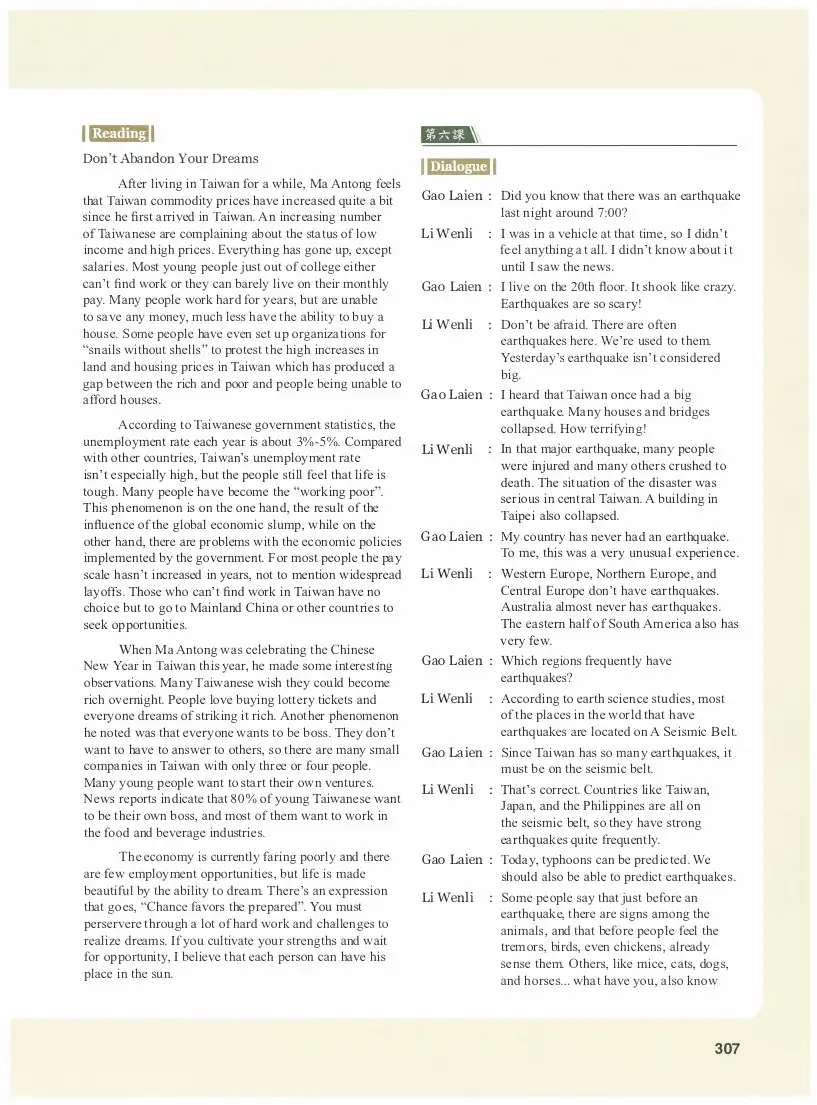 Reading
Don't Abandon Your Dreams
After living in Taiwan for a while, Ma Antong feels
that Taiwan commodity prices have increased quite a bit
since he first arrived in Taiwan. An increasing number
of Taiwanese are complaining about the status of low
income and high prices. Everything has gone up, except
salaries. Most young people just out of college either
can't find work or they can barely live on their monthly
pay. Many people work hard for years, but are unable
to save any money, much less have the ability to buy a
house. Some people have even set up organizations for
“snails without shells” to protest the high increases in
land and housing prices in Taiwan which has produced a
gap between the rich and poor and people being unable to
afford houses.
According to Taiwanese government statistics, the
unemployment rate each year is about 3%-5%. Compared
with other countries, Taiwan's unemployment rate
isn't especially high, but the people still feel that life is
tough. Many people have become the “working poor”.
This phenomenon is on the one hand, the result of the
influence of the global economic slump, while on the
other hand, there are problems with the economic policies
implemented by the government. For most people the pay
scale hasn't increased in years, not to mention widespread
layoffs. Those who can't find work in Taiwan have no
choice but to go to Mainland China or other countries to
seek opportunities.
When Ma Antong was celebrating the Chinese
New Year in Taiwan this year, he made some interesting
observations. Many Taiwanese wish they could become
rich overnight. People love buying lottery tickets and
everyone dreams of striking it rich. Another phenomenon
he noted was that everyone wants to be boss. They don't
want to have to answer to others, so there are many small
companies in Taiwan with only three or four people.
Many young people want to start their own ventures.
News reports indicate that 80% of young Taiwanese want
to be their own boss, and most of them want to work in
the food and beverage industries.
The economy is currently faring poorly and there
are few employment opportunities, but life is made
beautiful by the ability to dream. There's an expression
that goes, “Chance favors the prepared”. You must
perservere through a lot of hard work and challenges to
realize dreams. If you cultivate your strengths and wait
for opportunity, I believe that each person can have his
place in the sun.
第六課
Dialogue
Gao Laien : Did you know that there was an earthquake
last night around 7:00?
Li Wenli : I was in a vehicle at that time, so I didn't
feel anything at all. I didn't know about it
until I saw the news.
Gao Laien : I live on the 20th floor. It shook like crazy.
Earthquakes are so scary!
Li Wenli : Don't be afraid. There are often
earthquakes here. We're used to them.
Yesterday's earthquake isn't considered
big.
Gao Laien : I heard that Taiwan once had a big
earthquake. Many houses and bridges
collapsed. How terrifying!
Li Wenli : In that major earthquake, many people
were injured and many others crushed to
death. The situation of the disaster was
serious in central Taiwan. A building in
Taipei also collapsed.
Gao Laien : My country has never had an earthquake.
To me, this was a very unusual experience.
Li Wenli : Western Europe, Northern Europe, and
Central Europe don't have earthquakes.
Australia almost never has earthquakes.
The eastern half of South America also has
very few.
Gao Laien : Which regions frequently have
earthquakes?
Li Wenli : According to earth science studies, most
of the places in the world that have
earthquakes are located on A Seismic Belt.
Gao Laien : Since Taiwan has so many earthquakes, it
must be on the seismic belt.
Li Wenli : That's correct. Countries like Taiwan,
Japan, and the Philippines are all on
the seismic belt, so they have strong
earthquakes quite frequently.
Gao Laien : Today, typhoons can be predicted. We
should also be able to predict earthquakes.
Li Wenli : Some people say that just before an
earthquake, there are signs among the
animals, and that before people feel the
tremors, birds, even chickens, already
sense them. Others, like mice, cats, dogs,
and horses... what have you, also know
307